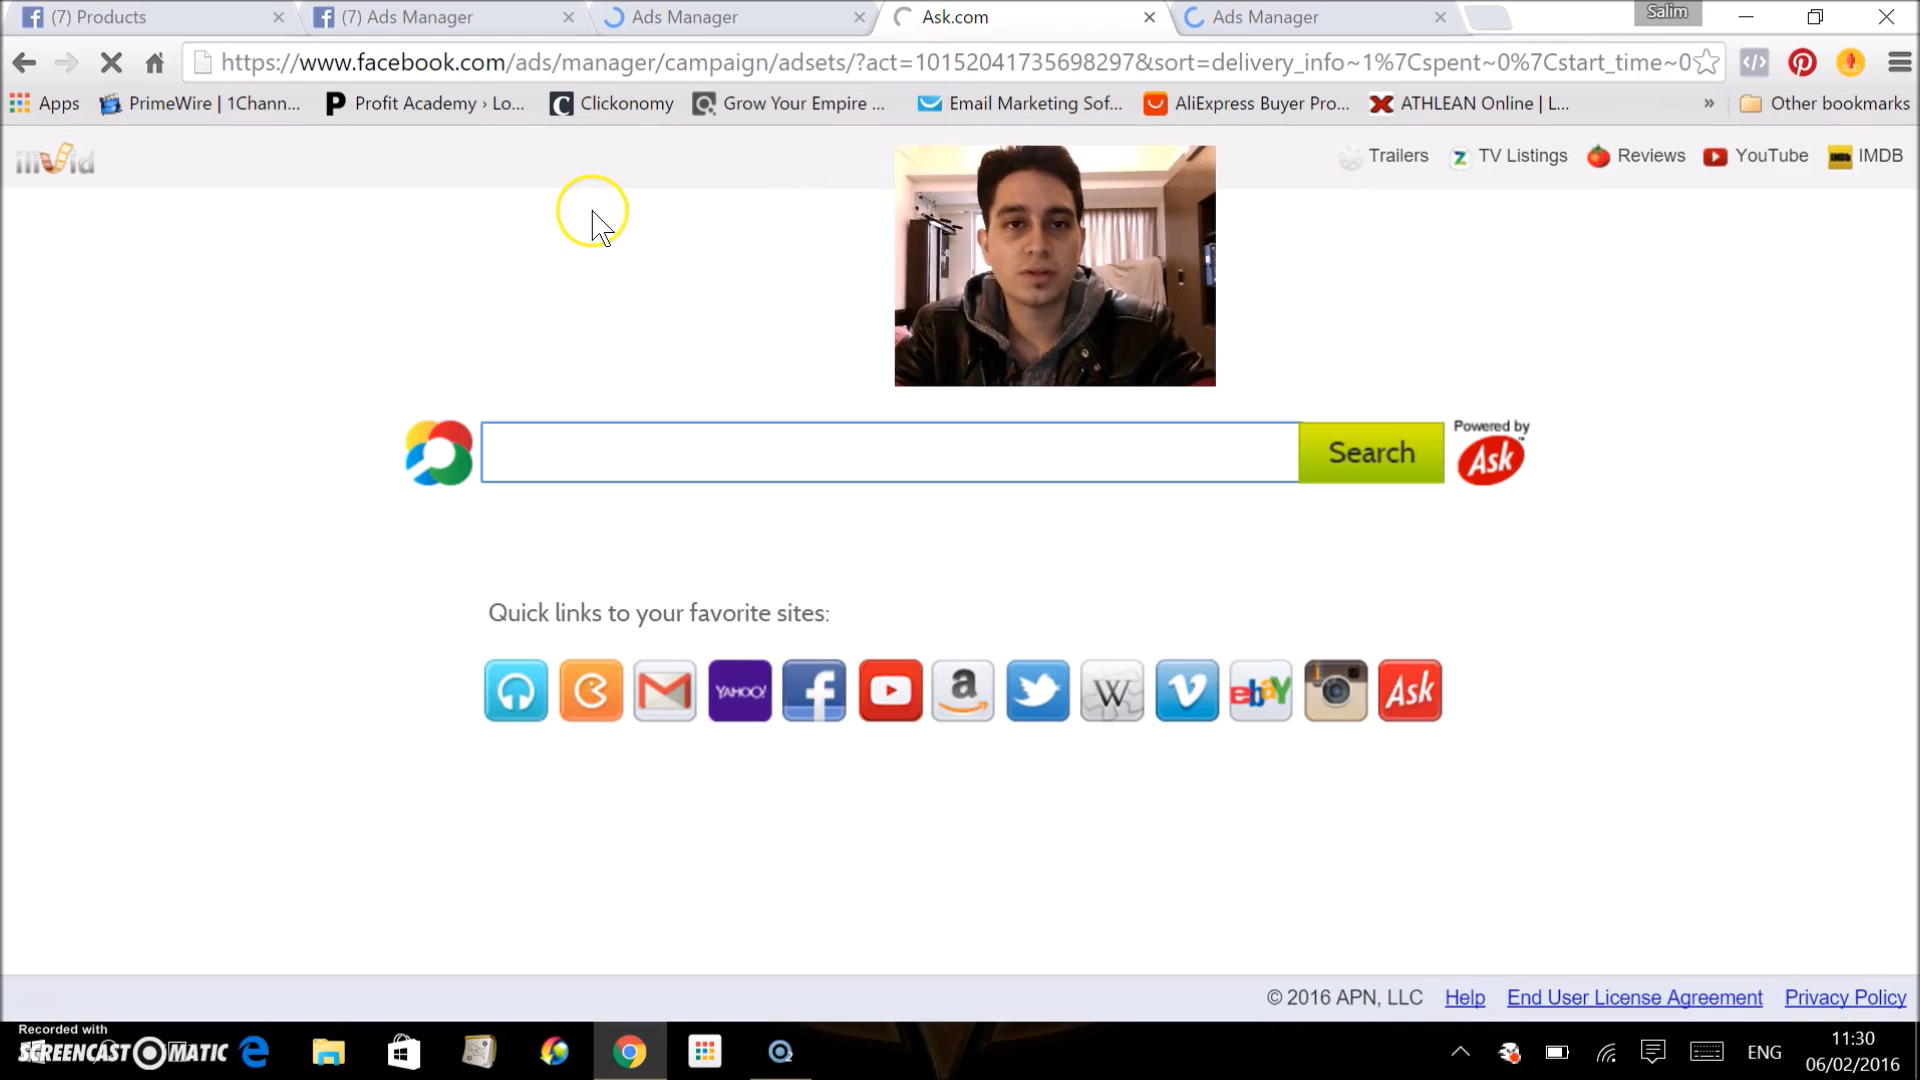 (7) Products
(7) Ads Manager
Ads Manager
Ask.com
Ads Manager
Salim
https://www.facebook.com/ads/manager/campaign/adsets/?act=10152041735698297&sort=delivery_info~1%7Cspent~0%7Cstart_time~0
Apps
PrimeWire | 1Chann...
Profit Academy › Lo...
Clickonomy
Grow Your Empire ...
Email Marketing Sof...
AliExpress Buyer Pro...
ATHLEAN Online | L...
»
Other bookmarks
ilivid
Trailers
TV Listings
Reviews
YouTube
IMDB
Search
Powered by
Ask
Quick links to your favorite sites:
YAHOO!
a
W
ebay
Ask
© 2016 APN, LLC
Help
End User License Agreement
Privacy Policy
Recorded with
SCREENCAST-O-MATIC
ENG
11:30
06/02/2016